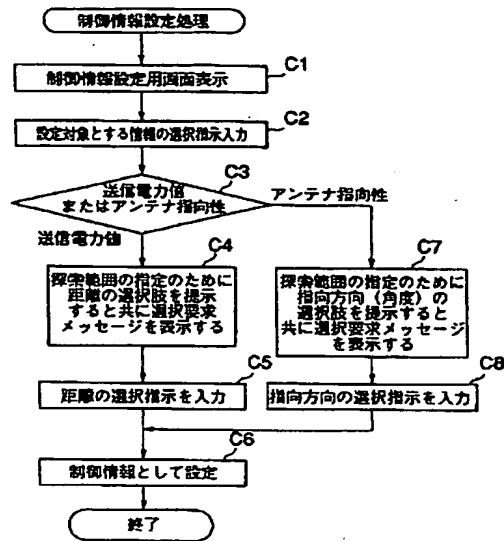 制御情報設定処理
C1
制御情報設定用画面表示
C2
設定対象とする情報の選択指示入力
C3
送信電力値
またはアンテナ指向性
アンテナ指向性
送信電力値
C4
探索範囲の指定のために
距離の選択肢を提示
すると共に選択要求
メッセージを表示する
C7
探索範囲の指定のために
指向方向（角度）の
選択肢を提示すると
共に選択要求メッセージ
を表示する
C5
距離の選択指示を入力
C8
指向方向の選択指示を入力
C6
制御情報として設定
終了